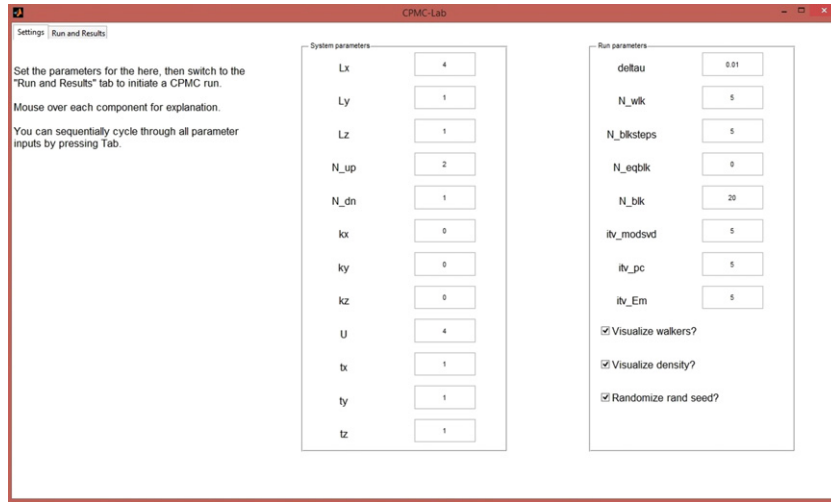 CPMC-Lab
Settings Run and Results
Set the parameters for the here, then switch to the
"Run and Results" tab to initiate a CPMC run.
Mouse over each component for explanation.
You can sequentially cycle through all parameter
inputs by pressing Tab.
System parameters
Lx 4
Ly 1
Lz 1
N_up 2
N_dn 1
kx 0
ky 0
kz 0
U 4
tx 1
ty 1
tz 1
Run parameters
deltau 0.01
N_wlk 5
N_blksteps 5
N_eqblk 0
N_blk 20
itv_modsvd 5
itv_pc 5
itv_Em 5
Visualize walkers?
Visualize density?
Randomize rand seed?